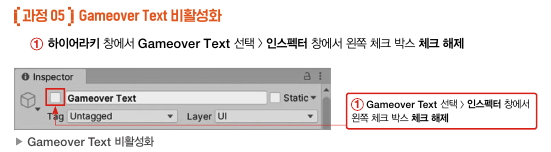 [과정 05] Gameover Text 비활성화
① 하이어라키 창에서 Gameover Text 선택 > 인스펙터 창에서 왼쪽 체크 박스 체크 해제
Inspector
Gameover Text
Static
Tag Untagged
Layer UI
① Gameover Text 선택 > 인스펙터 창에서
왼쪽 체크 박스 체크 해제
▶ Gameover Text 비활성화